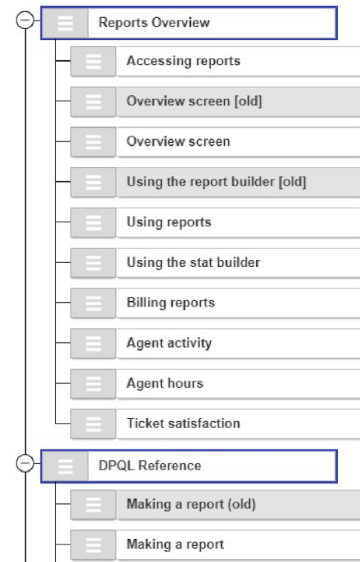 Reports Overview
Accessing reports
Overview screen [old]
Overview screen
Using the report builder [old]
Using reports
Using the stat builder
Billing reports
Agent activity
Agent hours
Ticket satisfaction
DPQL Reference
Making a report (old)
Making a report